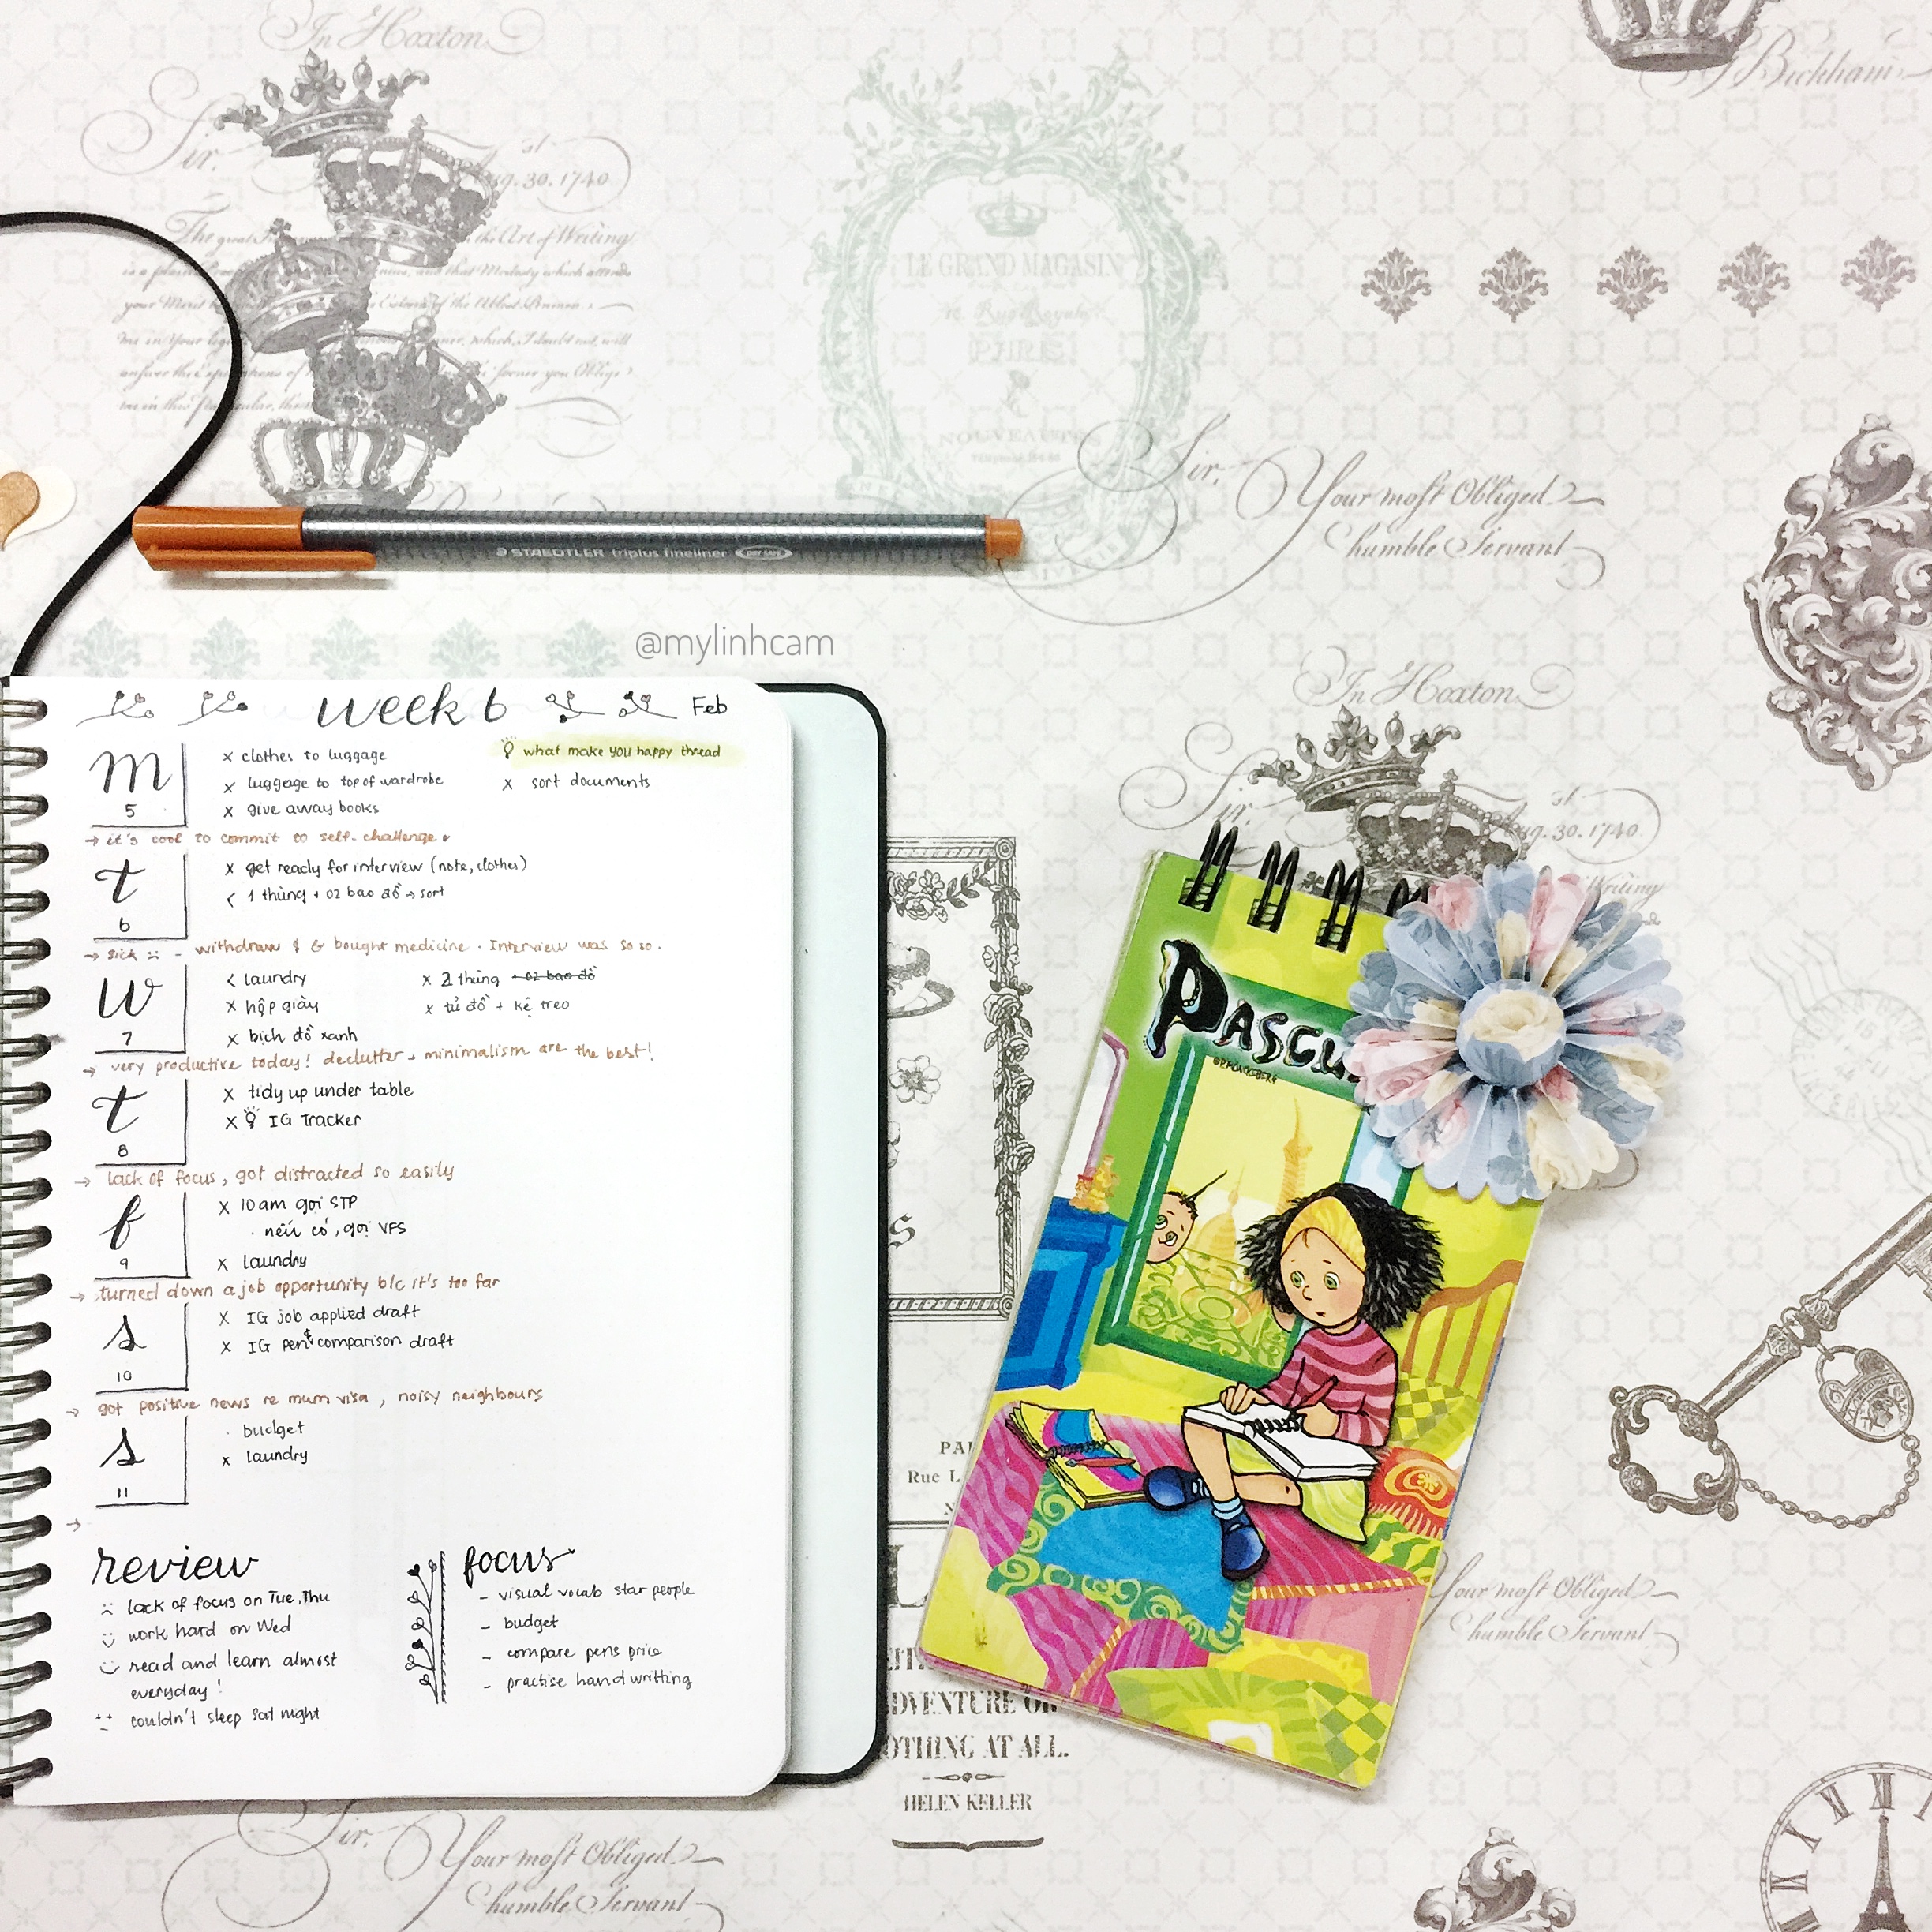 In Hoxton
Bickham
Sir.
Aug. 30. 1740
the Art of Writing
LE GRAND MAGASIN
PARIS
NOUVEAUTÉS
Sir. Your most Obliged
humble Servant
STAEDTLER triplus fineliner DRY SAFE
@mylinhcam
week 6 Feb
m
5
x clothes to luggage
x luggage to top of wardrobe
x give away books
what make you happy thread
x sort documents
→ it's cool to commit to self-challenge
t
6
x get ready for interview (note, clothes)
< 1 thùng + 02 bao đồ → sort
→ sick :( - withdraw $ & bought medicine. Interview was so so.
w
7
< laundry
x hộp giày
x bịch đồ xanh
x 2 thùng + 02 bao đồ
x tủ đồ + kệ treo
→ very productive today! declutter + minimalism are the best!
t
8
x tidy up under table
x IG Tracker
→ lack of focus, got distracted so easily
f
9
x 10am gọi STP
. nếu có, gọi VFS
x laundry
→ turned down a job opportunity b/c it's too far
s
10
x IG job applied draft
x IG pens comparison draft
→ got positive news re mum visa, noisy neighbours
s
11
. budget
x laundry
→
review
:( lack of focus on Tue, Thu
:) work hard on Wed
:) read and learn almost
everyday!
couldn't sleep sat night
focus
- visual vocab star people
- budget
- compare pens price
- practise handwritting
In Hoxton
Sir.
Aug. 30. 1740
Writing
PASCU
Rue L
Your most Obliged
humble Servant
DVENTURE OR
OTHING AT ALL.
HELEN KELLER
Sir. Your most Obliged
humble Servant